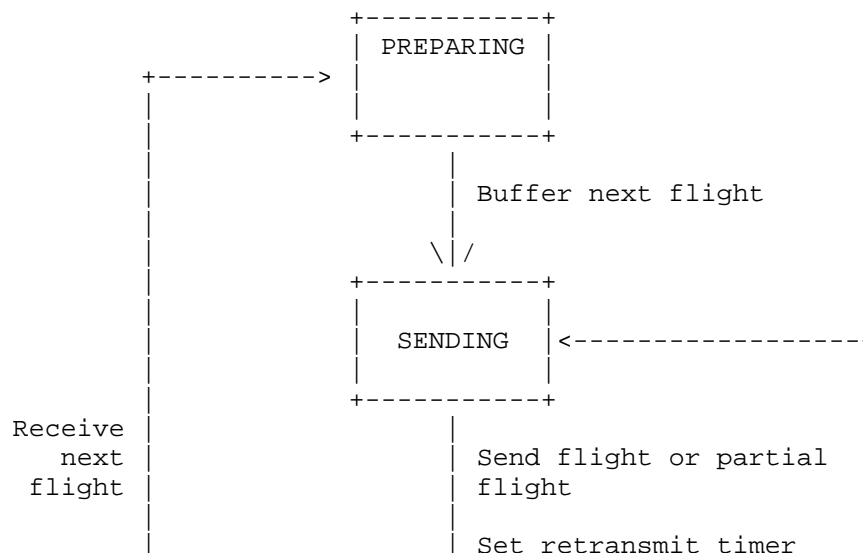 PREPARING
Buffer next flight
SENDING
Receive
next
flight
Send flight or partial
flight
Set retransmit timer